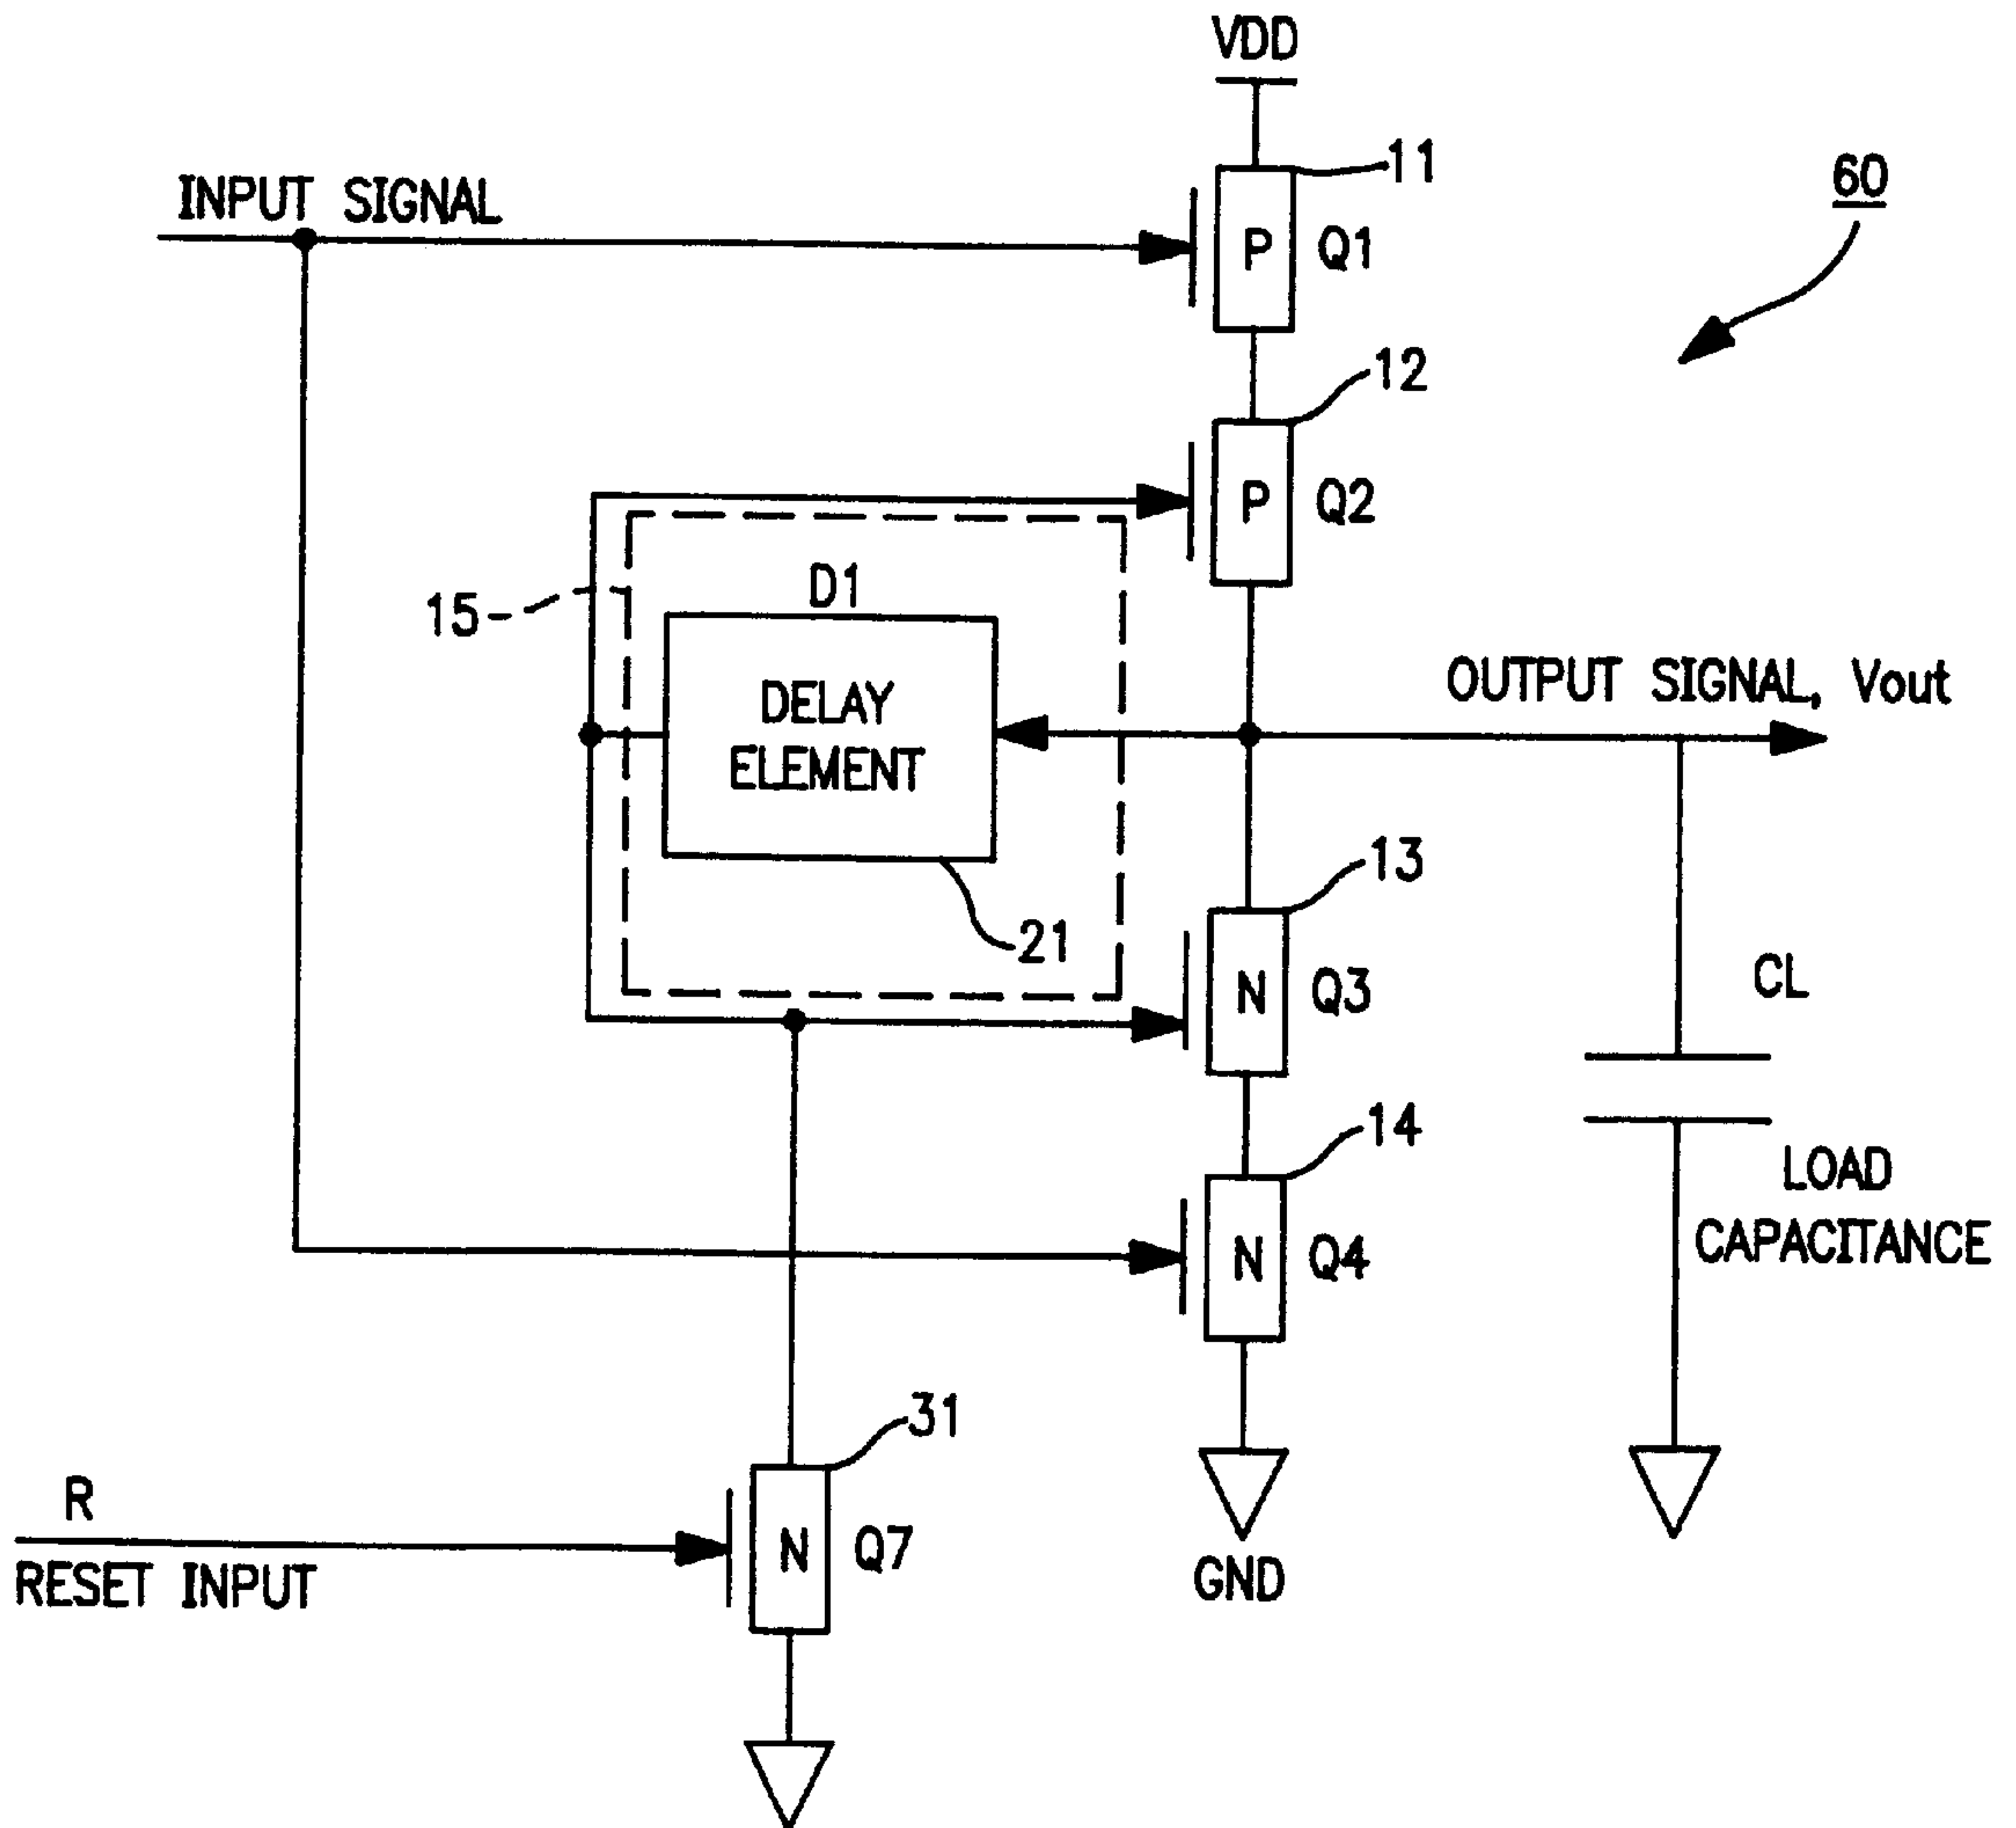 VDD
11
60
INPUT SIGNAL
P
Q1
12
P
Q2
D1
15
DELAY
ELEMENT
OUTPUT SIGNAL, Vout
13
21
N
Q3
CL
14
LOAD
CAPACITANCE
N
Q4
31
R
RESET INPUT
N
Q7
GND